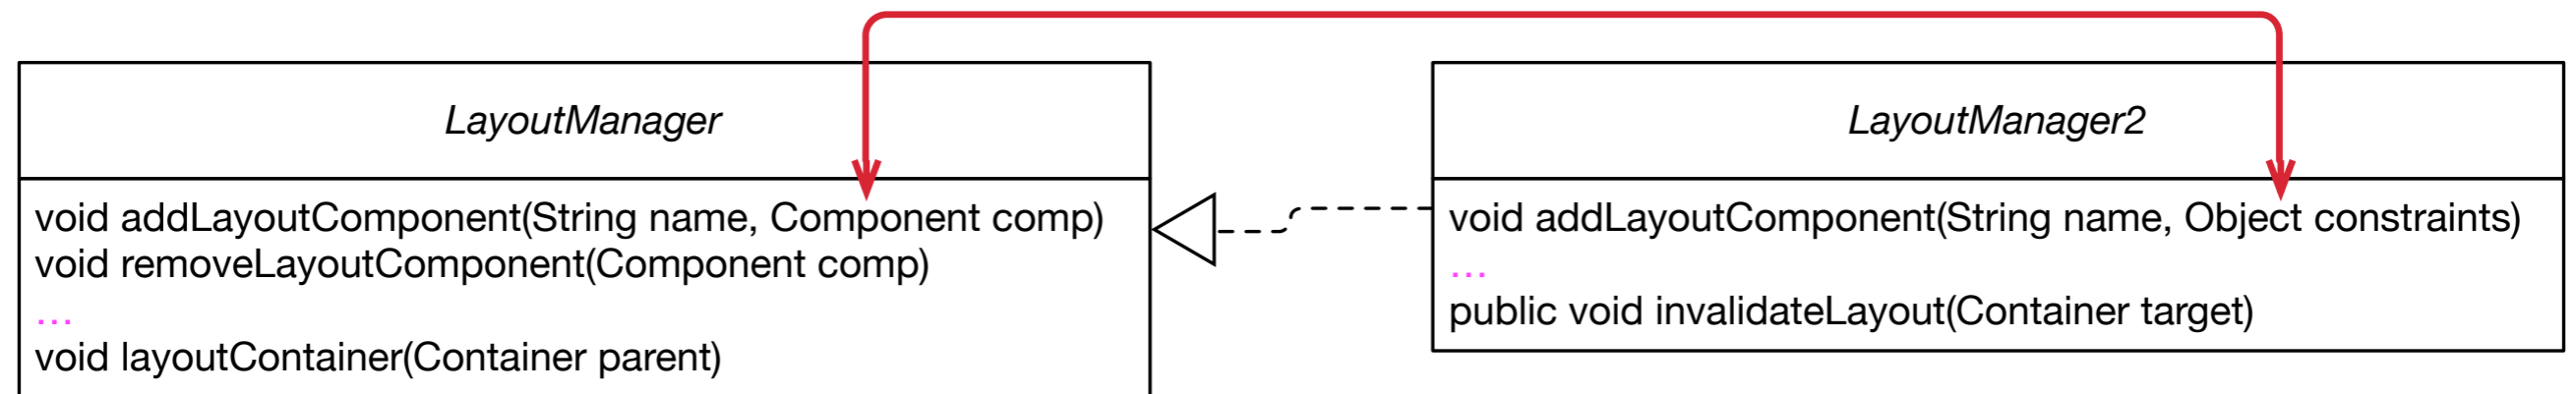 LayoutManager
void addLayoutComponent(String name, Component comp)
void removeLayoutComponent(Component comp)
...
void layoutContainer(Container parent)
LayoutManager2
void addLayoutComponent(String name, Object constraints)
...
public void invalidateLayout(Container target)